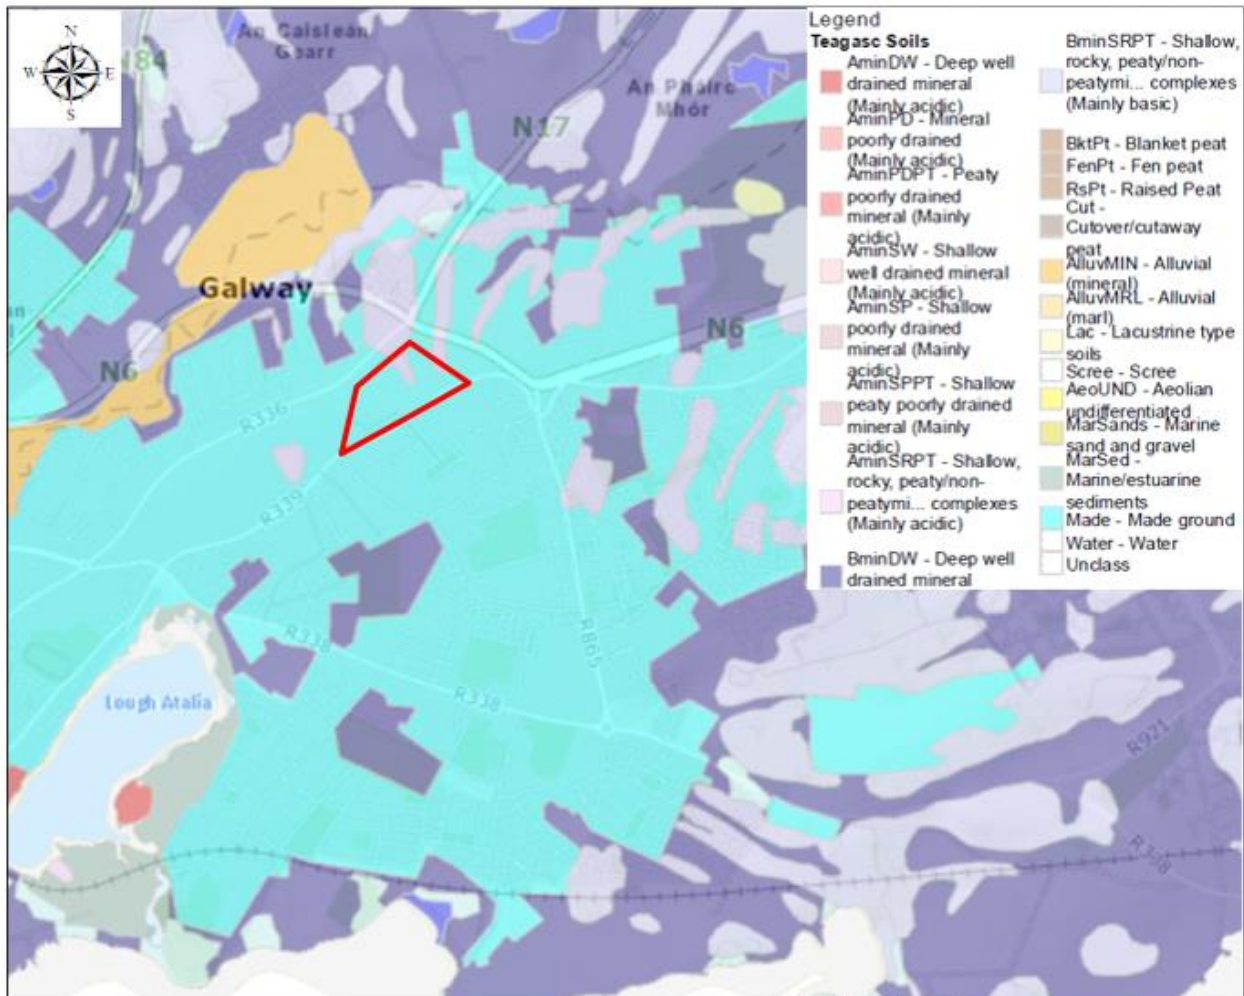 N
W
E
S
An Caisleán
Gearr
N84
An Pháirc
Mhór
N17
Galway
N6
N6
R336
R339
R865
R338
R338
Lough Atalia
R921
R338
Legend
Teagasc Soils
AminDW - Deep well
drained mineral
(Mainly acidic)
AminPD - Mineral
poorly drained
(Mainly acidic)
AminPDPT - Peaty
poorly drained
mineral (Mainly
acidic)
AminSW - Shallow
well drained mineral
(Mainly acidic)
AminSP - Shallow
poorly drained
mineral (Mainly
acidic)
AminSPPT - Shallow
peaty poorly drained
mineral (Mainly
acidic)
AminSRPT - Shallow,
rocky, peaty/non-
peatymi... complexes
(Mainly acidic)
BminDW - Deep well
drained mineral
BminSRPT - Shallow,
rocky, peaty/non-
peatymi... complexes
(Mainly basic)
BktPt - Blanket peat
FenPt - Fen peat
RsPt - Raised Peat
Cut -
Cutover/cutaway
peat
AlluvMIN - Alluvial
(mineral)
AlluvMRL - Alluvial
(marl)
Lac - Lacustrine type
soils
Scree - Scree
AeoUND - Aeolian
undifferentiated
MarSands - Marine
sand and gravel
MarSed -
Marine/estuarine
sediments
Made - Made ground
Water - Water
Unclass